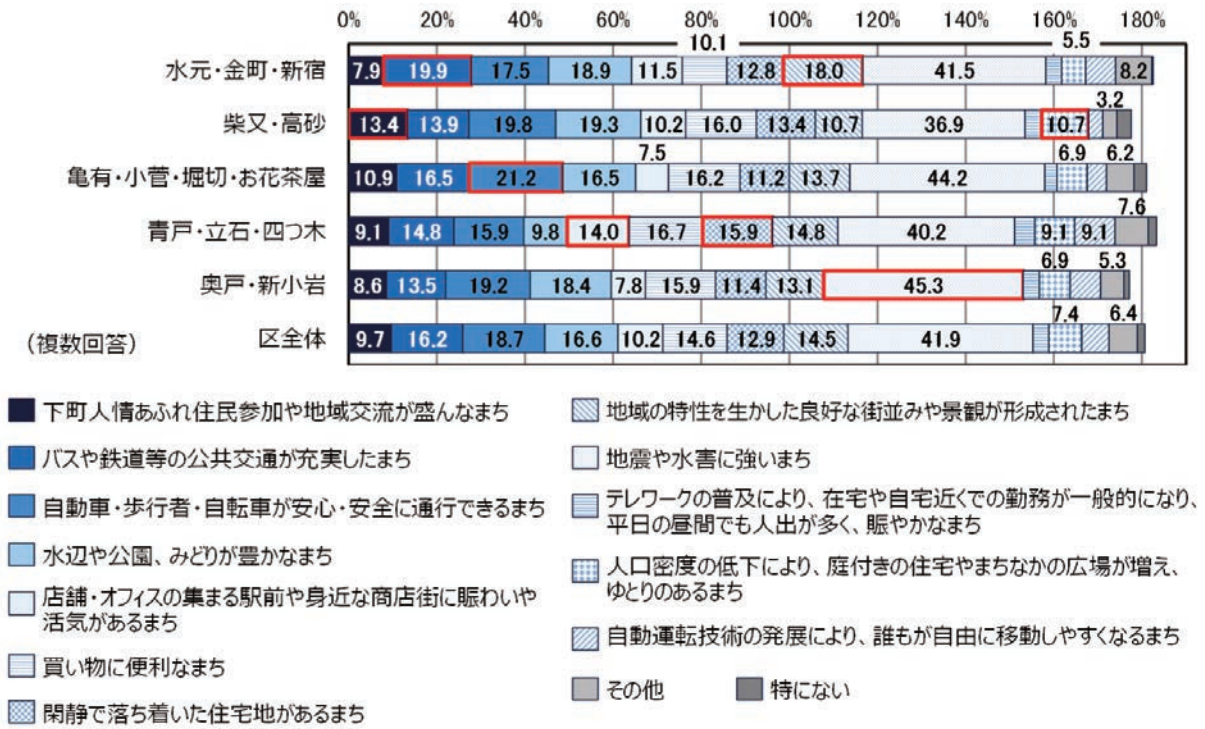 0% 20% 40% 60% 80% 100% 120% 140% 160% 180%
10.1 5.5
水元・金町・新宿 7.9 19.9 17.5 18.9 11.5 12.8 18.0 41.5 8.2
3.2
柴又・高砂 13.4 13.9 19.8 19.3 10.2 16.0 13.4 10.7 36.9 10.7
7.5 6.9 6.2
亀有・小菅・堀切・お花茶屋 10.9 16.5 21.2 16.5 16.2 11.2 13.7 44.2
7.6
青戸・立石・四つ木 9.1 14.8 15.9 9.8 14.0 16.7 15.9 14.8 40.2 9.1 9.1
6.9 5.3
奥戸・新小岩 8.6 13.5 19.2 18.4 7.8 15.9 11.4 13.1 45.3
7.4 6.4
(複数回答) 区全体 9.7 16.2 18.7 16.6 10.2 14.6 12.9 14.5 41.9
下町人情あふれ住民参加や地域交流が盛んなまち
バスや鉄道等の公共交通が充実したまち
自動車・歩行者・自転車が安心・安全に通行できるまち
水辺や公園、みどりが豊かなまち
店舗・オフィスの集まる駅前や身近な商店街に賑わいや
活気があるまち
買い物に便利なまち
閑静で落ち着いた住宅地があるまち
地域の特性を生かした良好な街並みや景観が形成されたまち
地震や水害に強いまち
テレワークの普及により、在宅や自宅近くでの勤務が一般的になり、
平日の昼間でも人出が多く、賑やかなまち
人口密度の低下により、庭付きの住宅やまちなかの広場が増え、
ゆとりのあるまち
自動運転技術の発展により、誰もが自由に移動しやすくなるまち
その他 特にない